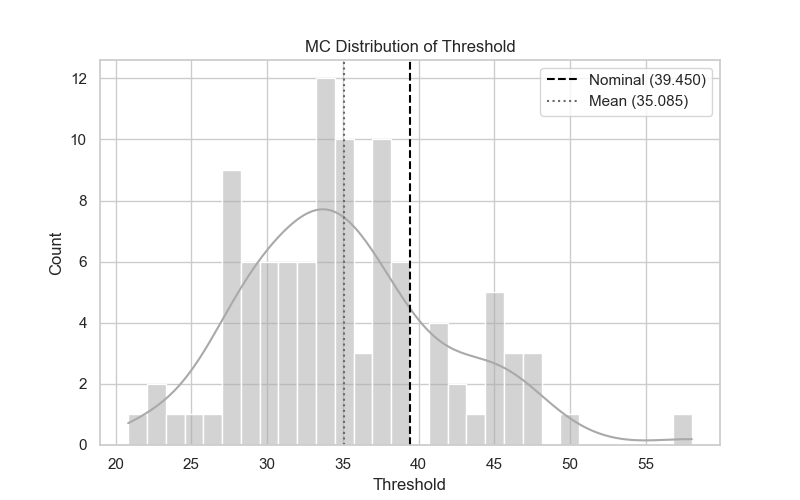 MC Distribution of Threshold
Nominal (39.450)
Mean (35.085)
12
10
8
6
4
2
0
Count
20 25 30 35 40 45 50 55
Threshold